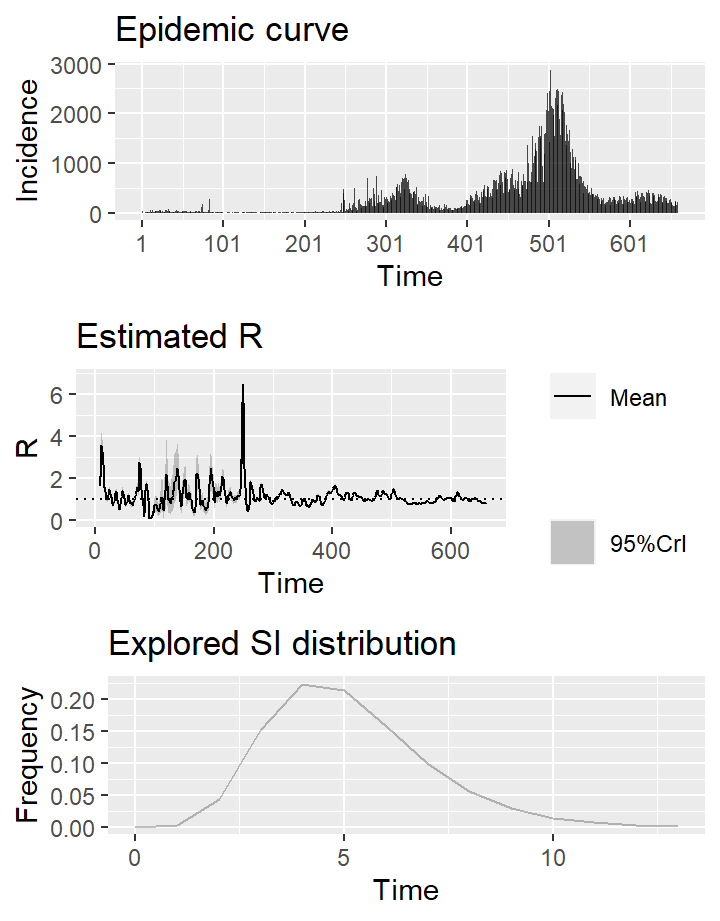 Epidemic curve
3000
2000
1000
0
Incidence
1 101 201 301 401 501 601
Time
Estimated R
6
4
2
0
R
0 200 400 600
Time
Mean
95%CrI
Explored SI distribution
0.20
0.15
0.10
0.05
0.00
Frequency
0 5 10
Time